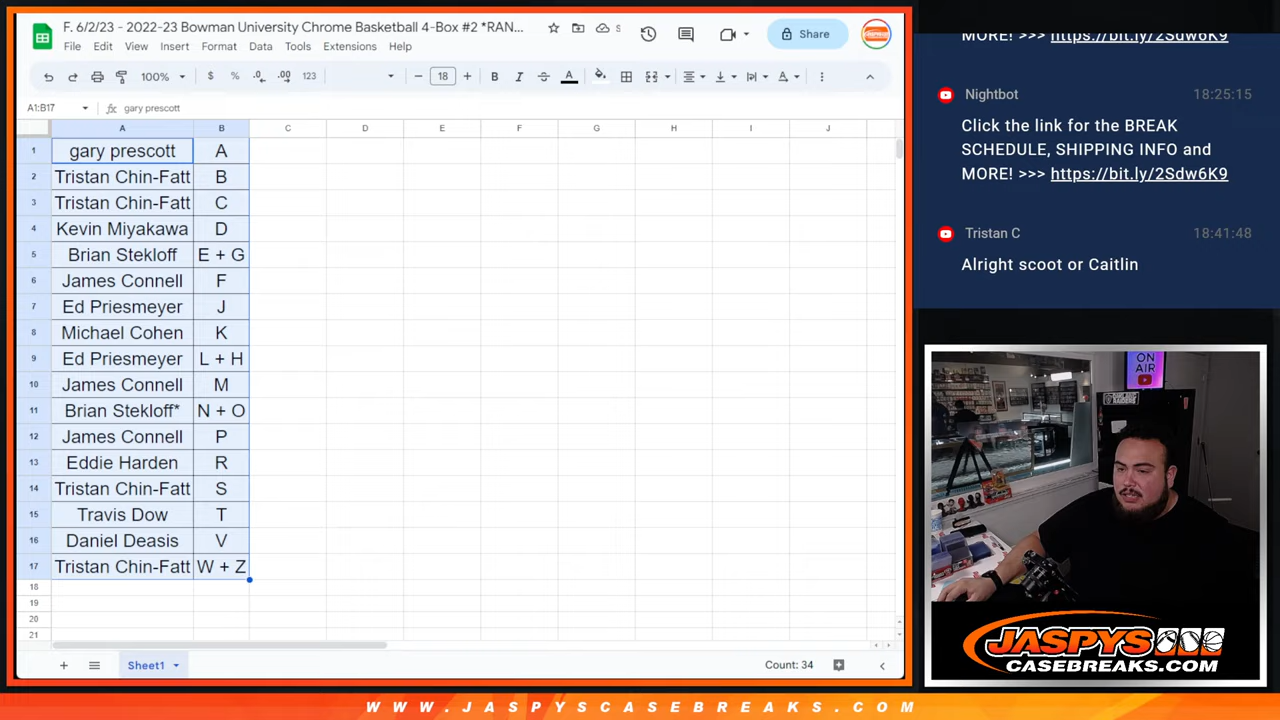 F. 6/2/23 - 2022-23 Bowman University Chrome Basketball 4-Box #2 *RAN...
File Edit View Insert Format Data Tools Extensions Help
Share
100% $ % .0 .00 123 18 B I A
A1:B17 fx gary prescott
A B C D E F G H I J
1 gary prescott A
2 Tristan Chin-Fatt B
3 Tristan Chin-Fatt C
4 Kevin Miyakawa D
5 Brian Stekloff E + G
6 James Connell F
7 Ed Priesmeyer J
8 Michael Cohen K
9 Ed Priesmeyer L + H
10 James Connell M
11 Brian Stekloff* N + O
12 James Connell P
13 Eddie Harden R
14 Tristan Chin-Fatt S
15 Travis Dow T
16 Daniel Deasis V
17 Tristan Chin-Fatt W + Z
18
19
20
21
Sheet1
Count: 34
MORE! >>> https://bit.ly/2Sdw6K9
Nightbot 18:25:15
Click the link for the BREAK
SCHEDULE, SHIPPING INFO and
MORE! >>> https://bit.ly/2Sdw6K9
Tristan C 18:41:48
Alright scoot or Caitlin
ON
AIR
JASPYS
CASEBREAKS.COM
WWW.JASPYSCASEBREAKS.COM